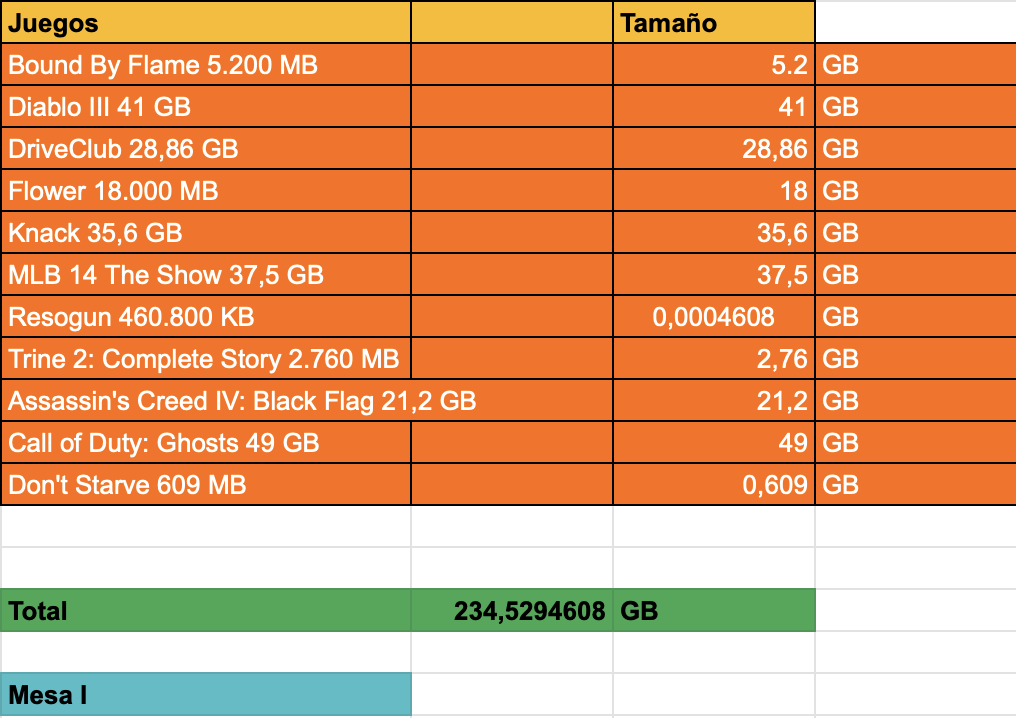 Juegos Tamaño
Bound By Flame 5.200 MB 5.2 GB
Diablo III 41 GB 41 GB
DriveClub 28,86 GB 28,86 GB
Flower 18.000 MB 18 GB
Knack 35,6 GB 35,6 GB
MLB 14 The Show 37,5 GB 37,5 GB
Resogun 460.800 KB 0,0004608 GB
Trine 2: Complete Story 2.760 MB 2,76 GB
Assassin's Creed IV: Black Flag 21,2 GB 21,2 GB
Call of Duty: Ghosts 49 GB 49 GB
Don't Starve 609 MB 0,609 GB
Total 234,5294608 GB
Mesa I